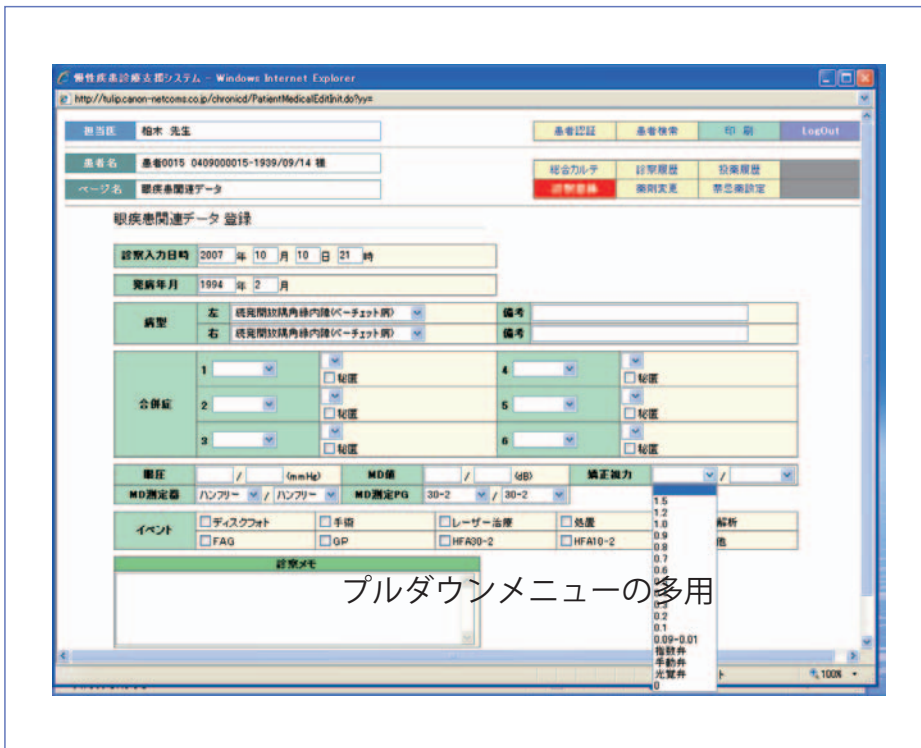 慢性疾患診療支援システム - Windows Internet Explorer
http://tulip.canon-netcoms.co.jp/chronicd/PatientMedicalEditInit.do?yy=
担当医 柏木 先生 患者認証 患者検索 印刷 LogOut
患者名 患者0015 0409000015-1939/09/14 様 総合カルテ 診察履歴 投薬履歴
ページ名 眼疾患関連データ 診察登録 薬剤変更 禁忌薬設定
眼疾患関連データ 登録
診察入力日時 2007 年 10 月 10 日 21 時
発病年月 1994 年 2 月
病型 左 続発開放隅角緑内障(ベーチェット病) 備考
右 続発開放隅角緑内障(ベーチェット病) 備考
合併症
1 秘匿 4 秘匿
2 秘匿 5 秘匿
3 秘匿 6 秘匿
眼圧 / (mmHg) MD値 / (dB) 矯正視力 /
MD測定器 ハンフリー / ハンフリー MD測定PG 30-2 / 30-2
イベント ディスクフォト 手術 レーザー治療 処置 解析
FAG GP HFA30-2 HFA10-2 他
診察メモ
プルダウンメニューの多用
1.5
1.2
1.0
0.9
0.8
0.7
0.6
0.3
0.2
0.1
0.09-0.01
指数弁
手動弁
光覚弁
0
ト
100%